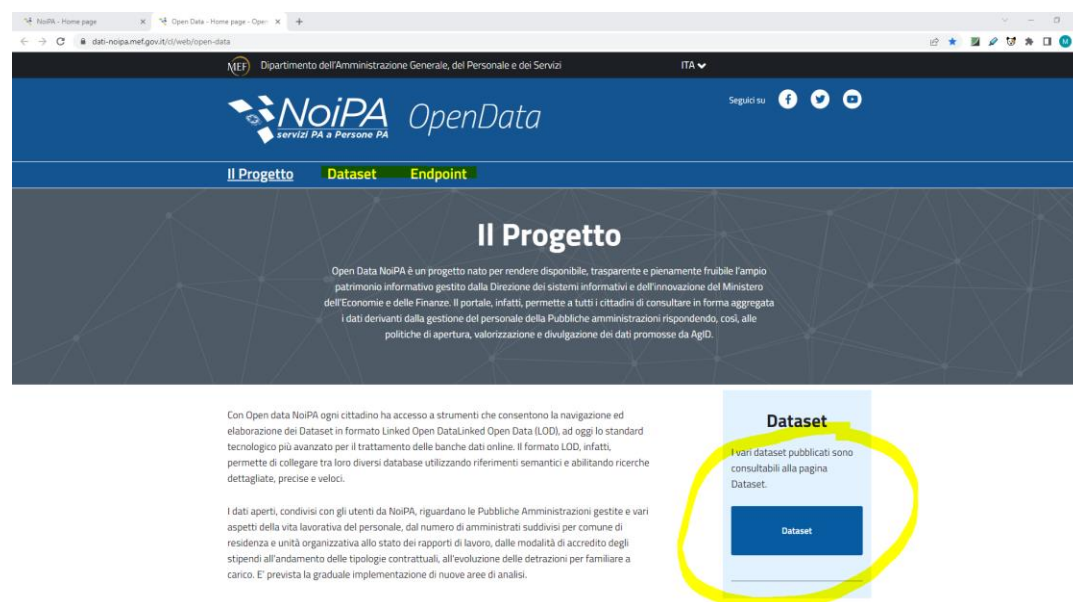 NoiPA - Home page
Open Data - Home page - Open
dati-noipa.mef.gov.it/cl/web/open-data
MEF Dipartimento dell'Amministrazione Generale, del Personale e dei Servizi ITA
NoiPA OpenData
servizi PA a Persone PA
Seguici su
Il Progetto Dataset Endpoint
Il Progetto
Open Data NoiPA è un progetto nato per rendere disponibile, trasparente e pienamente fruibile l'ampio
patrimonio informativo gestito dalla Direzione dei sistemi informativi e dell'innovazione del Ministero
dell'Economie e delle Finanze. Il portale, infatti, permette a tutti i cittadini di consultare in forma aggregata
i dati derivanti dalla gestione del personale della Pubbliche amministrazioni rispondendo, così, alle
politiche di apertura, valorizzazione e divulgazione dei dati promosse da AgID.
Con Open data NoiPA ogni cittadino ha accesso a strumenti che consentono la navigazione ed
elaborazione dei Dataset in formato Linked Open DataLinked Open Data (LOD), ad oggi lo standard
tecnologico più avanzato per il trattamento delle banche dati online. Il formato LOD, infatti,
permette di collegare tra loro diversi database utilizzando riferimenti semantici e abilitando ricerche
dettagliate, precise e veloci.
I dati aperti, condivisi con gli utenti da NoiPA, riguardano le Pubbliche Amministrazioni gestite e vari
aspetti della vita lavorativa del personale, dal numero di amministrati suddivisi per comune di
residenza e unità organizzativa allo stato dei rapporti di lavoro, dalle modalità di accredito degli
stipendi all'andamento delle tipologie contrattuali, all'evoluzione delle detrazioni per familiare a
carico. E' prevista la graduale implementazione di nuove aree di analisi.
Dataset
I vari dataset pubblicati sono
consultabili alla pagina
Dataset.
Dataset